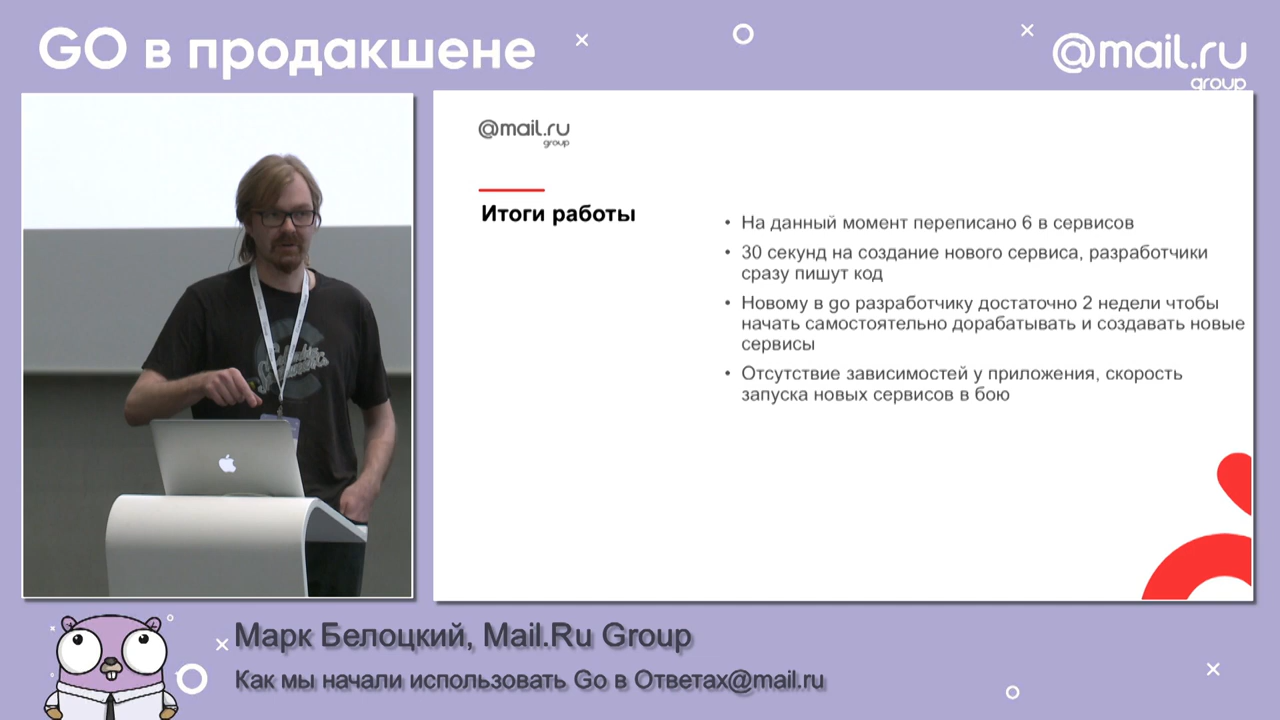 GO в продакшене
@mail.ru
group
@mail.ru
group
Итоги работы
• На данный момент переписано 6 в сервисов
• 30 секунд на создание нового сервиса, разработчики
сразу пишут код
• Новому в go разработчику достаточно 2 недели чтобы
начать самостоятельно дорабатывать и создавать новые
сервисы
• Отсутствие зависимостей у приложения, скорость
запуска новых сервисов в бою
Марк Белоцкий, Mail.Ru Group
Как мы начали использовать Go в Ответах@mail.ru